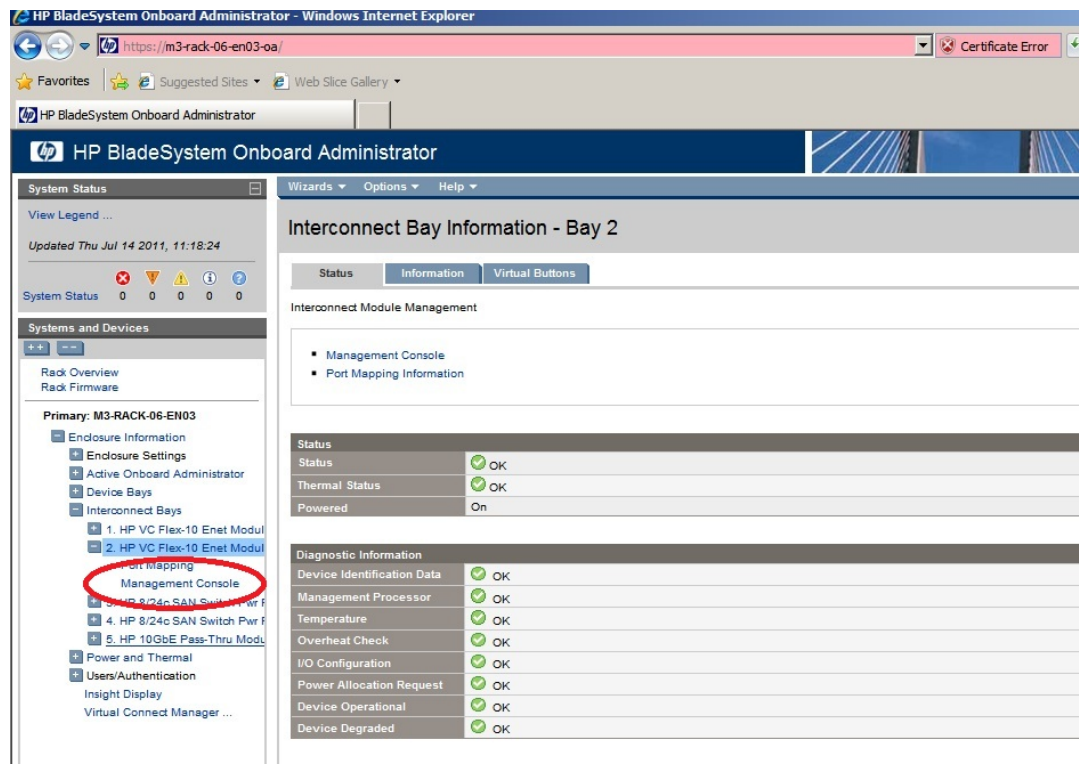 HP BladeSystem Onboard Administrator - Windows Internet Explorer
https://m3-rack-06-en03-oa/
Certificate Error
Favorites
Suggested Sites
Web Slice Gallery
HP BladeSystem Onboard Administrator
hp
HP BladeSystem Onboard Administrator
System Status
View Legend ...
Updated Thu Jul 14 2011, 11:18:24
System Status 0 0 0 0 0
Systems and Devices
Rack Overview
Rack Firmware
Primary: M3-RACK-06-EN03
Enclosure Information
Enclosure Settings
Active Onboard Administrator
Device Bays
Interconnect Bays
1. HP VC Flex-10 Enet Modul
2. HP VC Flex-10 Enet Modul
Port Mapping
Management Console
3. HP 8/24c SAN Switch Pwr
4. HP 8/24c SAN Switch Pwr
5. HP 10GbE Pass-Thru Modu
Power and Thermal
Users/Authentication
Insight Display
Virtual Connect Manager ...
Wizards Options Help
Interconnect Bay Information - Bay 2
Status Information Virtual Buttons
Interconnect Module Management
Management Console
Port Mapping Information
Status
Status OK
Thermal Status OK
Powered On
Diagnostic Information
Device Identification Data OK
Management Processor OK
Temperature OK
Overheat Check OK
I/O Configuration OK
Power Allocation Request OK
Device Operational OK
Device Degraded OK